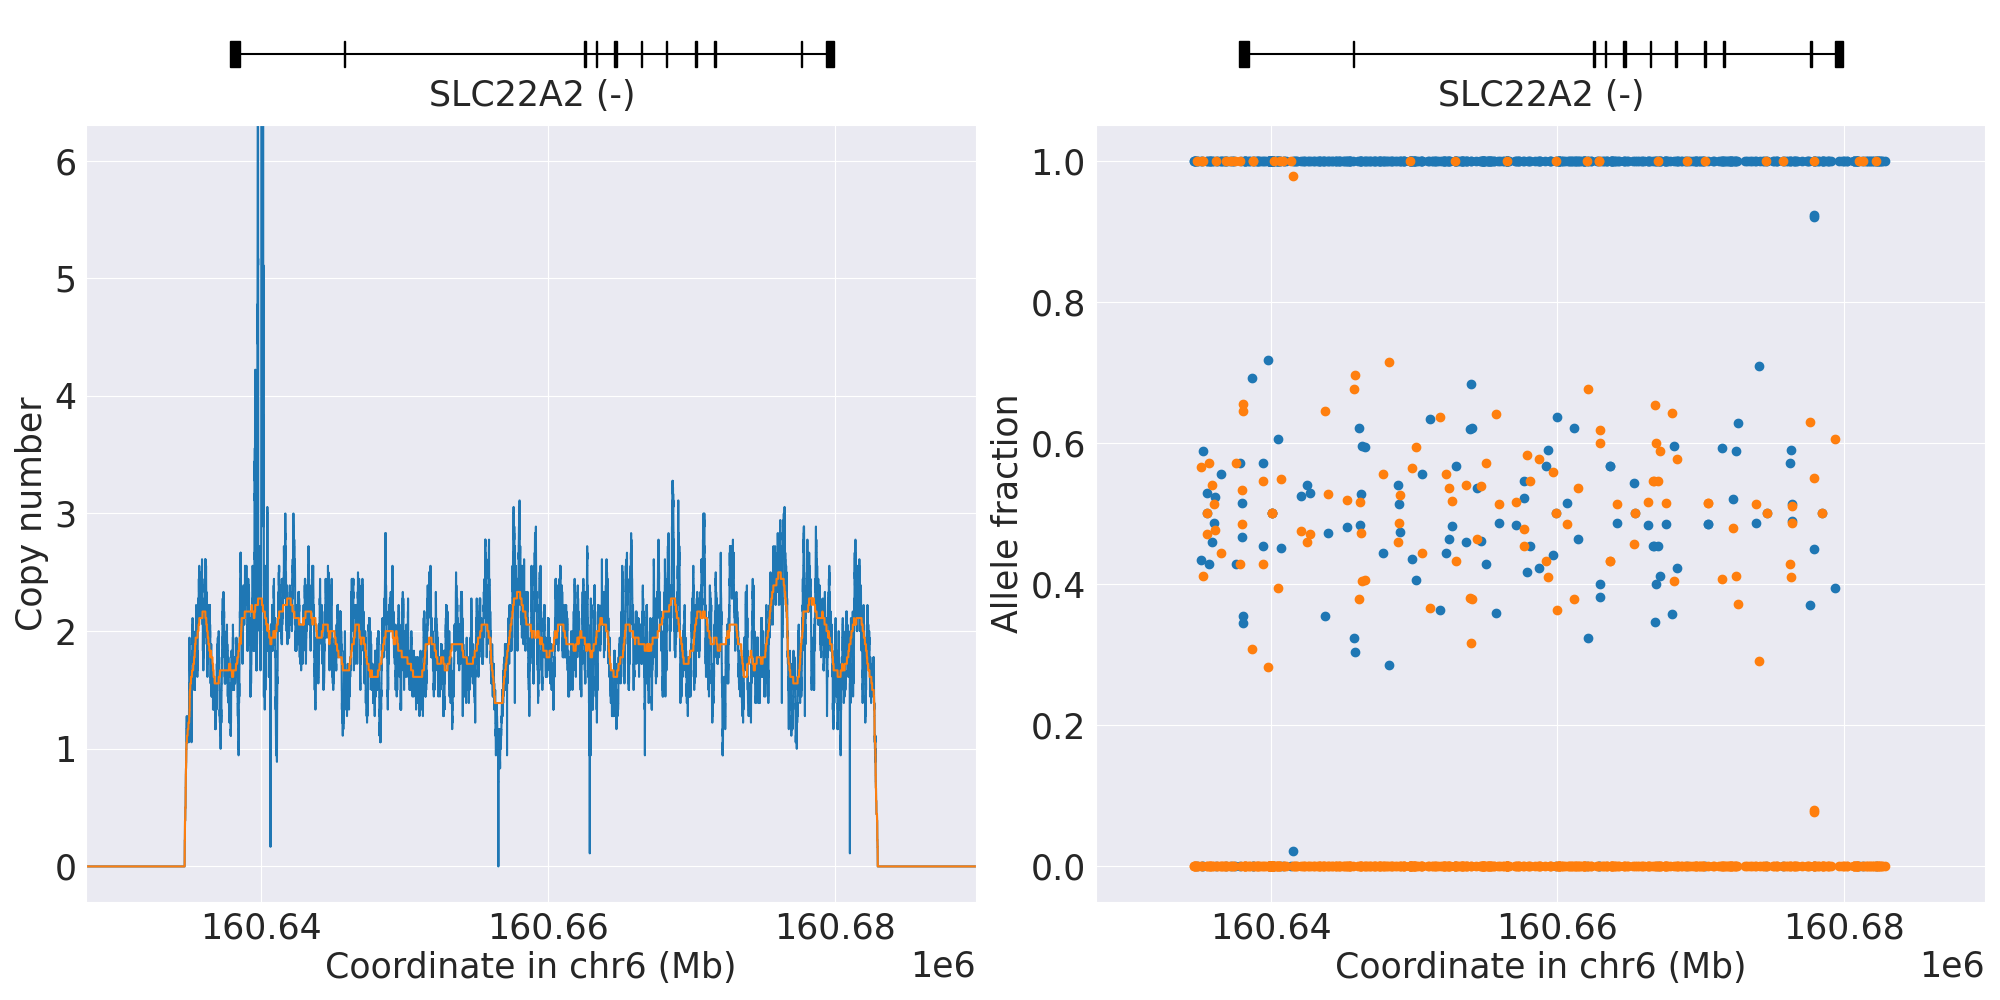 SLC22A2 (-)
Copy number
6
5
4
3
2
1
0
160.64
160.66
160.68
Coordinate in chr6 (Mb)
1e6
SLC22A2 (-)
Allele fraction
1.0
0.8
0.6
0.4
0.2
0.0
160.64
160.66
160.68
Coordinate in chr6 (Mb)
1e6